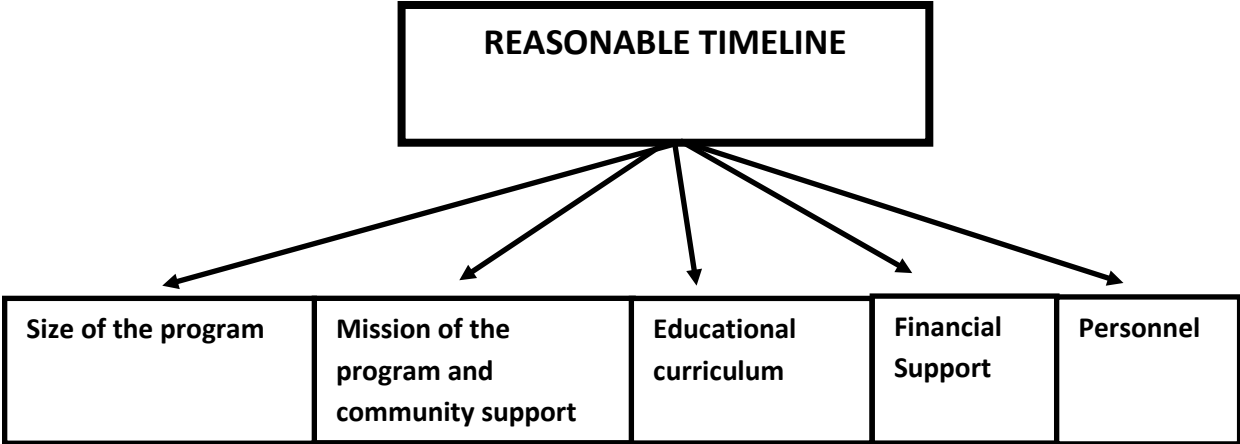 REASONABLE TIMELINE
Size of the program
Mission of the
program and
community support
Educational
curriculum
Financial
Support
Personnel